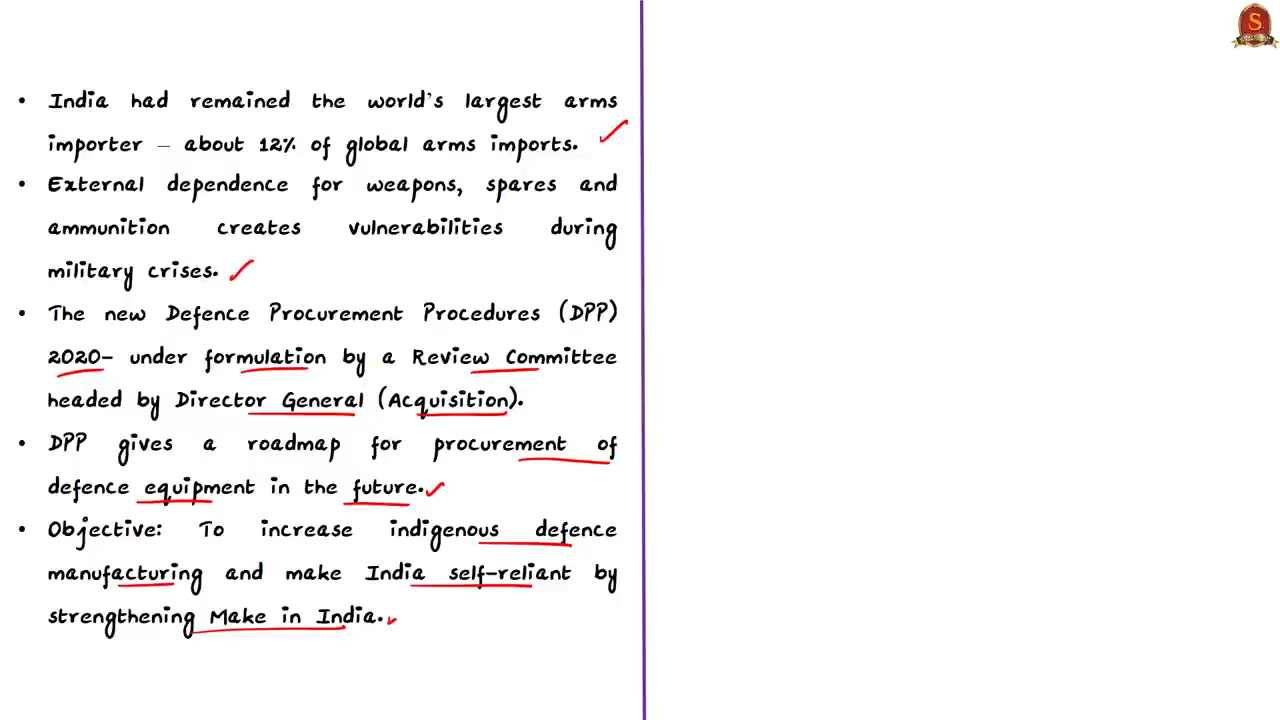 • India had remained the world's largest arms
importer – about 12% of global arms imports.
• External dependence for weapons, spares and
ammunition creates vulnerabilities during
military crises.
• The new Defence Procurement Procedures (DPP)
2020- under formulation by a Review Committee
headed by Director General (Acquisition).
• DPP gives a roadmap for procurement of
defence equipment in the future.
• Objective: To increase indigenous defence
manufacturing and make India self-reliant by
strengthening Make in India.
S